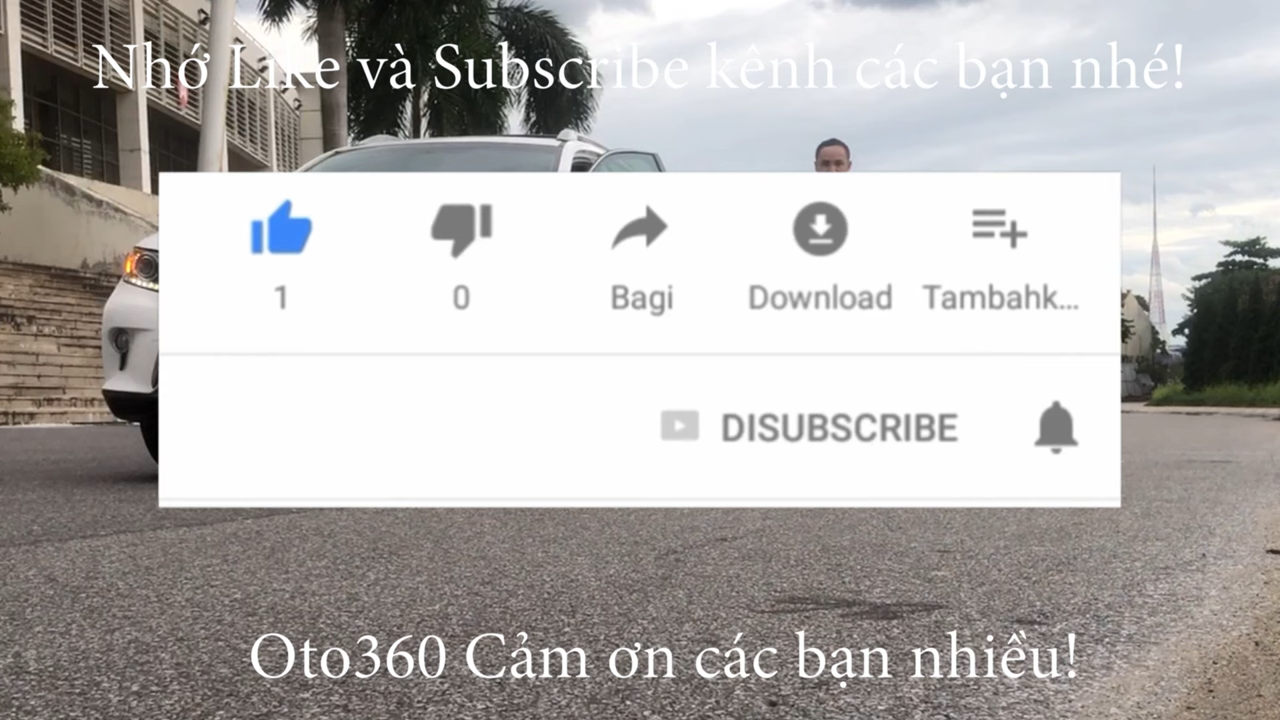 Nhớ Like và Subscribe kênh các bạn nhé!
1
0
Bagi
Download
Tambahk...
DISUBSCRIBE
Oto360 Cảm ơn các bạn nhiều!